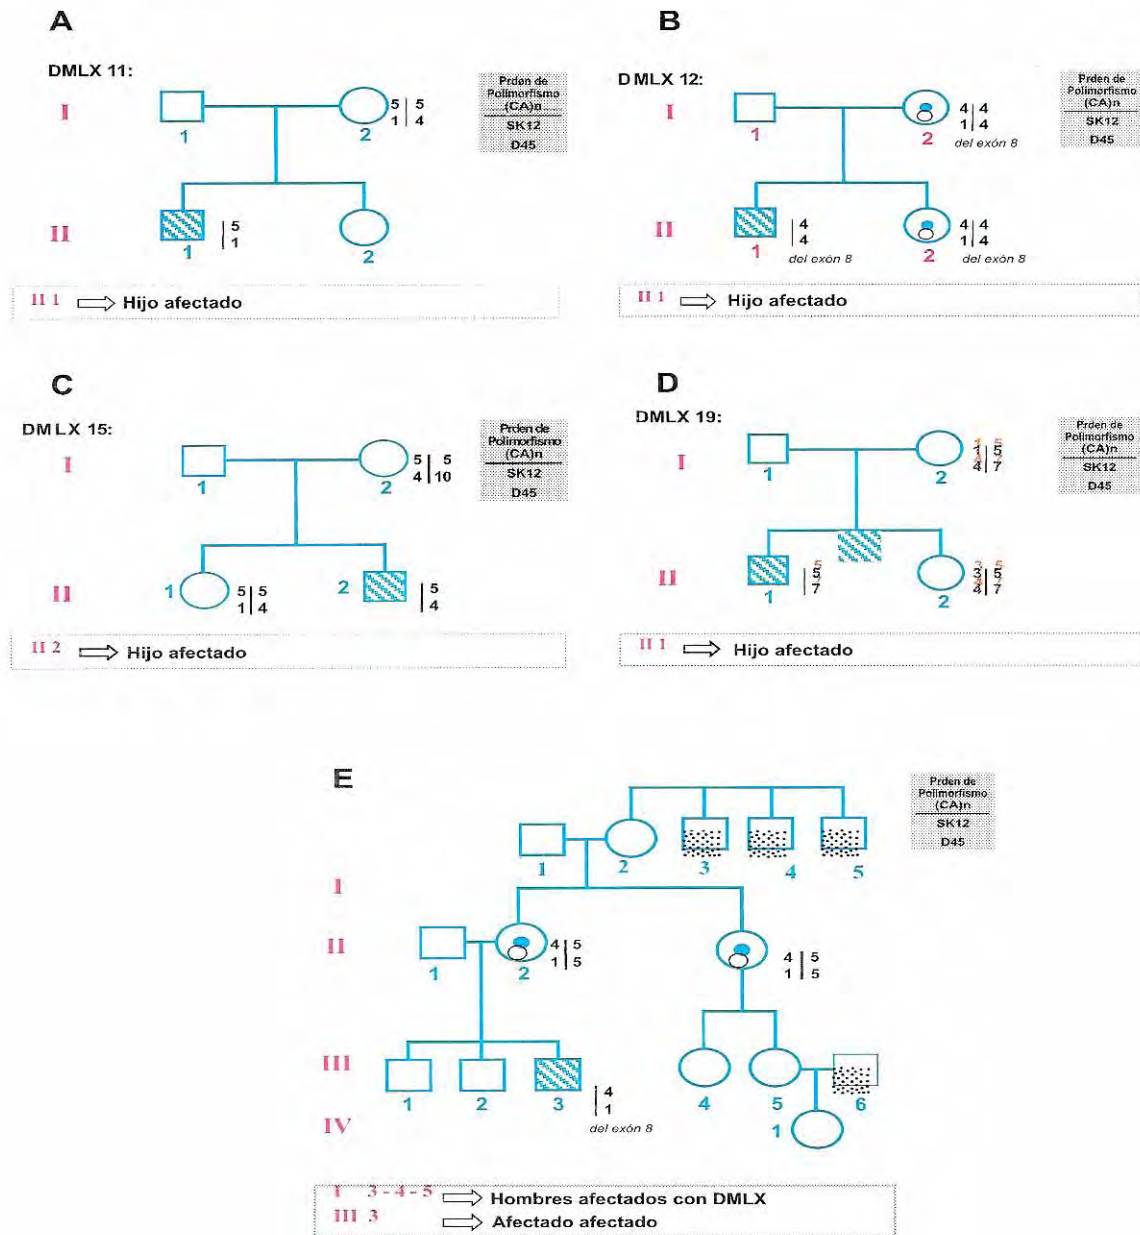 A
DMLX 11:
Prden de
Polimorfismo
(CA)n
SK12
D45
I
1
2
5 | 5
1 | 4
II
1
| 5
| 1
2
II 1 ⇒ Hijo afectado
B
DMLX 12:
Prden de
Polimorfismo
(CA)n
SK12
D45
I
1
2
4 | 4
1 | 4
del exón 8
II
1
| 4
| 4
del exón 8
2
4 | 4
1 | 4
del exón 8
II 1 ⇒ Hijo afectado
C
DMLX 15:
Prden de
Polimorfismo
(CA)n
SK12
D45
I
1
2
5 | 5
4 | 10
II
1
5 | 5
1 | 4
2
| 5
| 4
II 2 ⇒ Hijo afectado
D
DMLX 19:
Prden de
Polimorfismo
(CA)n
SK12
D45
I
1
2
1 | 5
4 | 7
II
1
| 5
| 7
2
3 | 5
4 | 7
II 1 ⇒ Hijo afectado
E
Prden de
Polimorfismo
(CA)n
SK12
D45
1
2
3
4
5
I
II
1
2
4 | 5
1 | 5
4 | 5
1 | 5
III
1
2
3
| 4
| 1
del exón 8
4
5
6
IV
1
I 3 - 4 - 5 ⇒ Hombres afectados con DMLX
III 3 ⇒ Afectado afectado